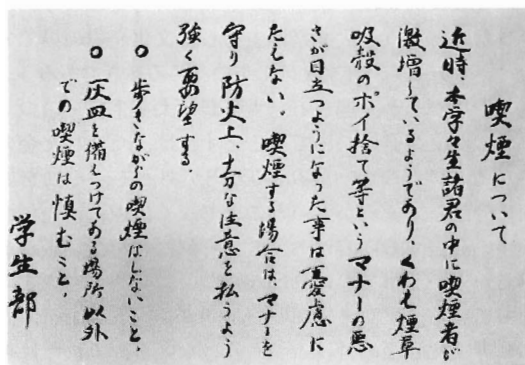 喫煙について
近時、本学々生諸君の中に喫煙者が
激増しているようであり くわえ煙草
吸殻のポイ捨て等というマナーの悪
さが目立つようになった事は憂慮に
たえない。喫煙する場合は、マナーを
守り防火上、十分な注意を払うよう
強く要望する。
○ 歩きながらの喫煙はしないこと、
○ 灰皿を備えつけてある場所以外
での喫煙は慎むこと、
学生部